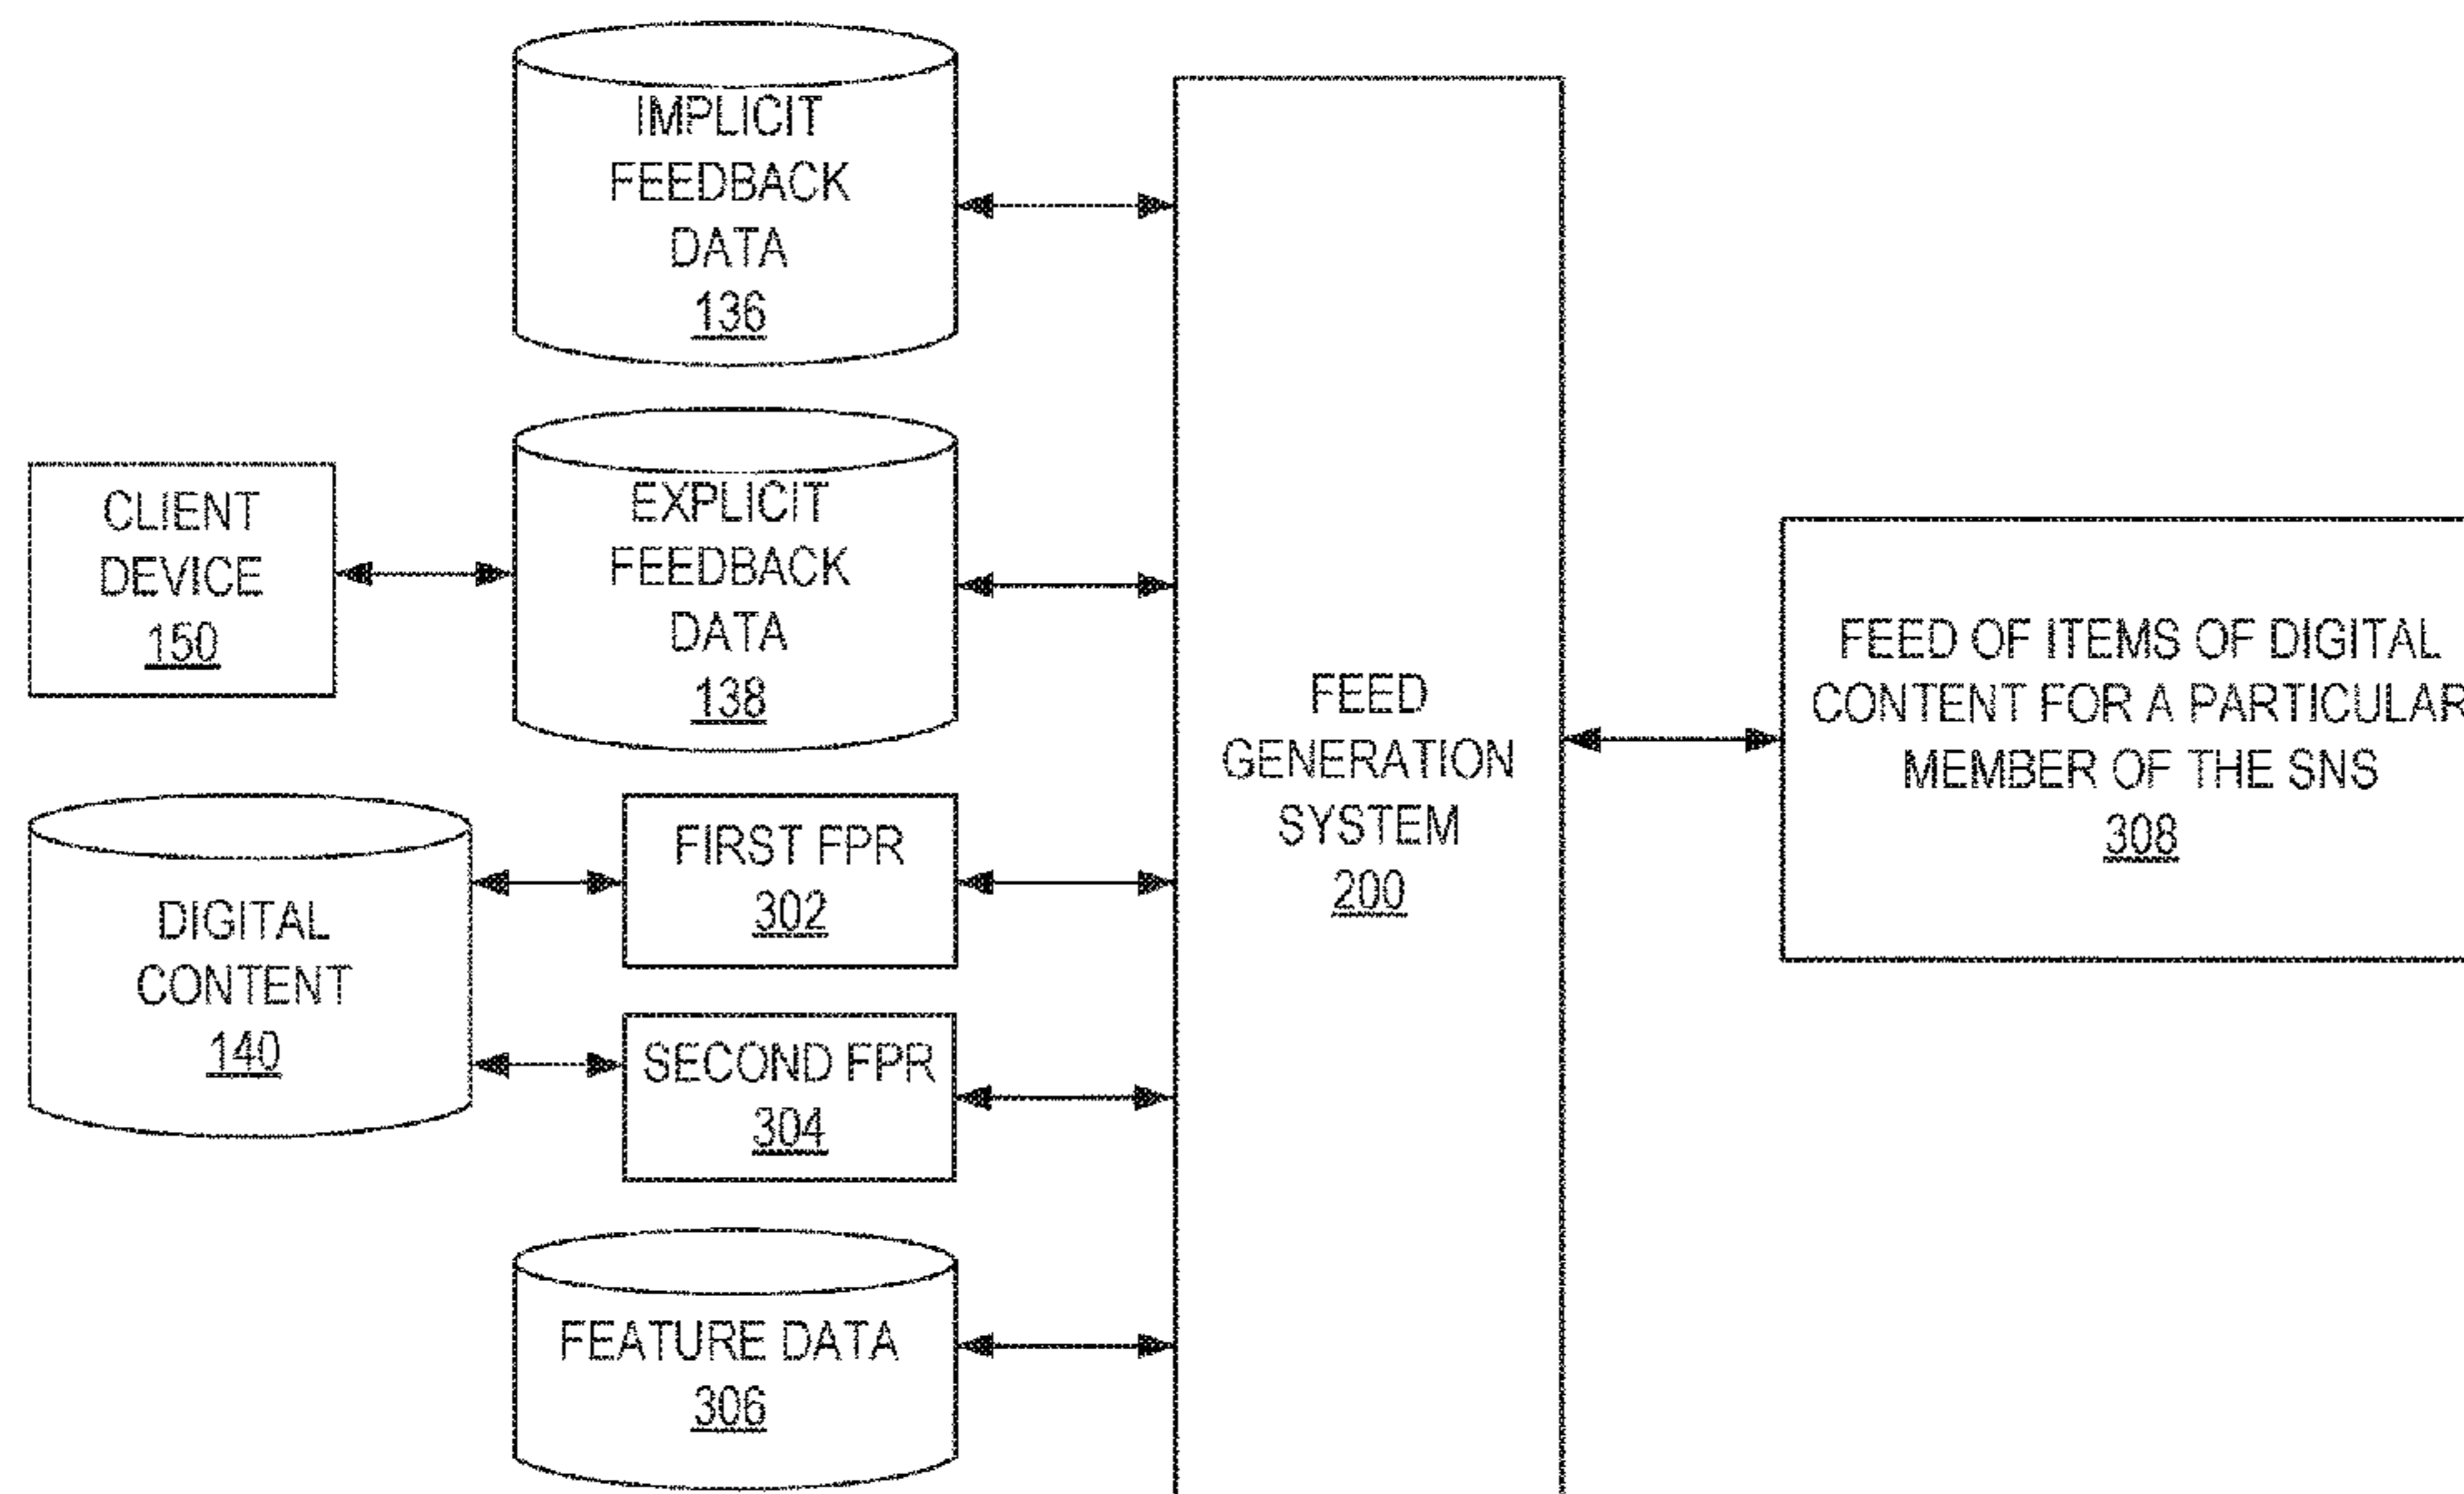 IMPLICIT
FEEDBACK
DATA
136
CLIENT
DEVICE
150
EXPLICIT
FEEDBACK
DATA
138
DIGITAL
CONTENT
140
FIRST FPR
302
SECOND FPR
304
FEATURE DATA
306
FEED
GENERATION
SYSTEM
200
FEED OF ITEMS OF DIGITAL
CONTENT FOR A PARTICULAR
MEMBER OF THE SNS
308